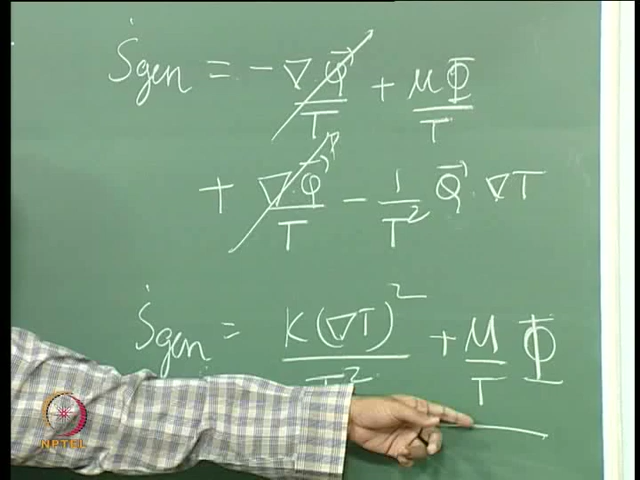 Ṡgen = - ∇.Q⃗/T + μΦ/T
+ ∇.Q⃗/T - 1/T² Q⃗.∇T
Ṡgen = K(∇T)²/T² + μ/T Φ
NPTEL